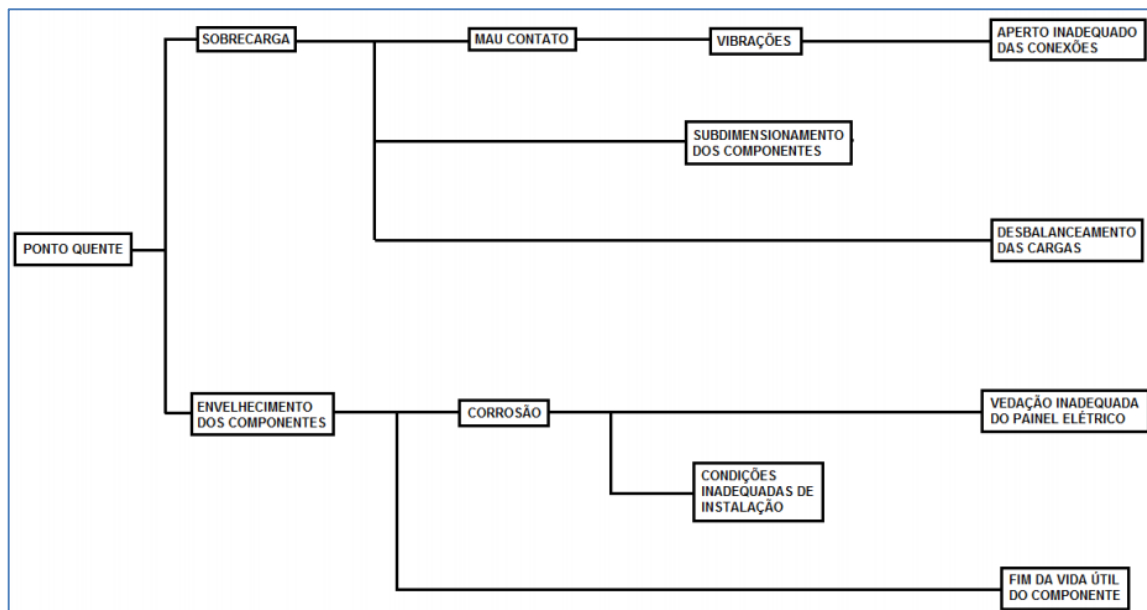 SOBRECARGA
MAU CONTATO
VIBRAÇÕES
APERTO INADEQUADO
DAS CONEXÕES
SUBDIMENSIONAMENTO
DOS COMPONENTES
PONTO QUENTE
DESBALANCEAMENTO
DAS CARGAS
ENVELHECIMENTO
DOS COMPONENTES
CORROSÃO
VEDAÇÃO INADEQUADA
DO PAINEL ELÉTRICO
CONDIÇÕES
INADEQUADAS DE
INSTALAÇÃO
FIM DA VIDA ÚTIL
DO COMPONENTE